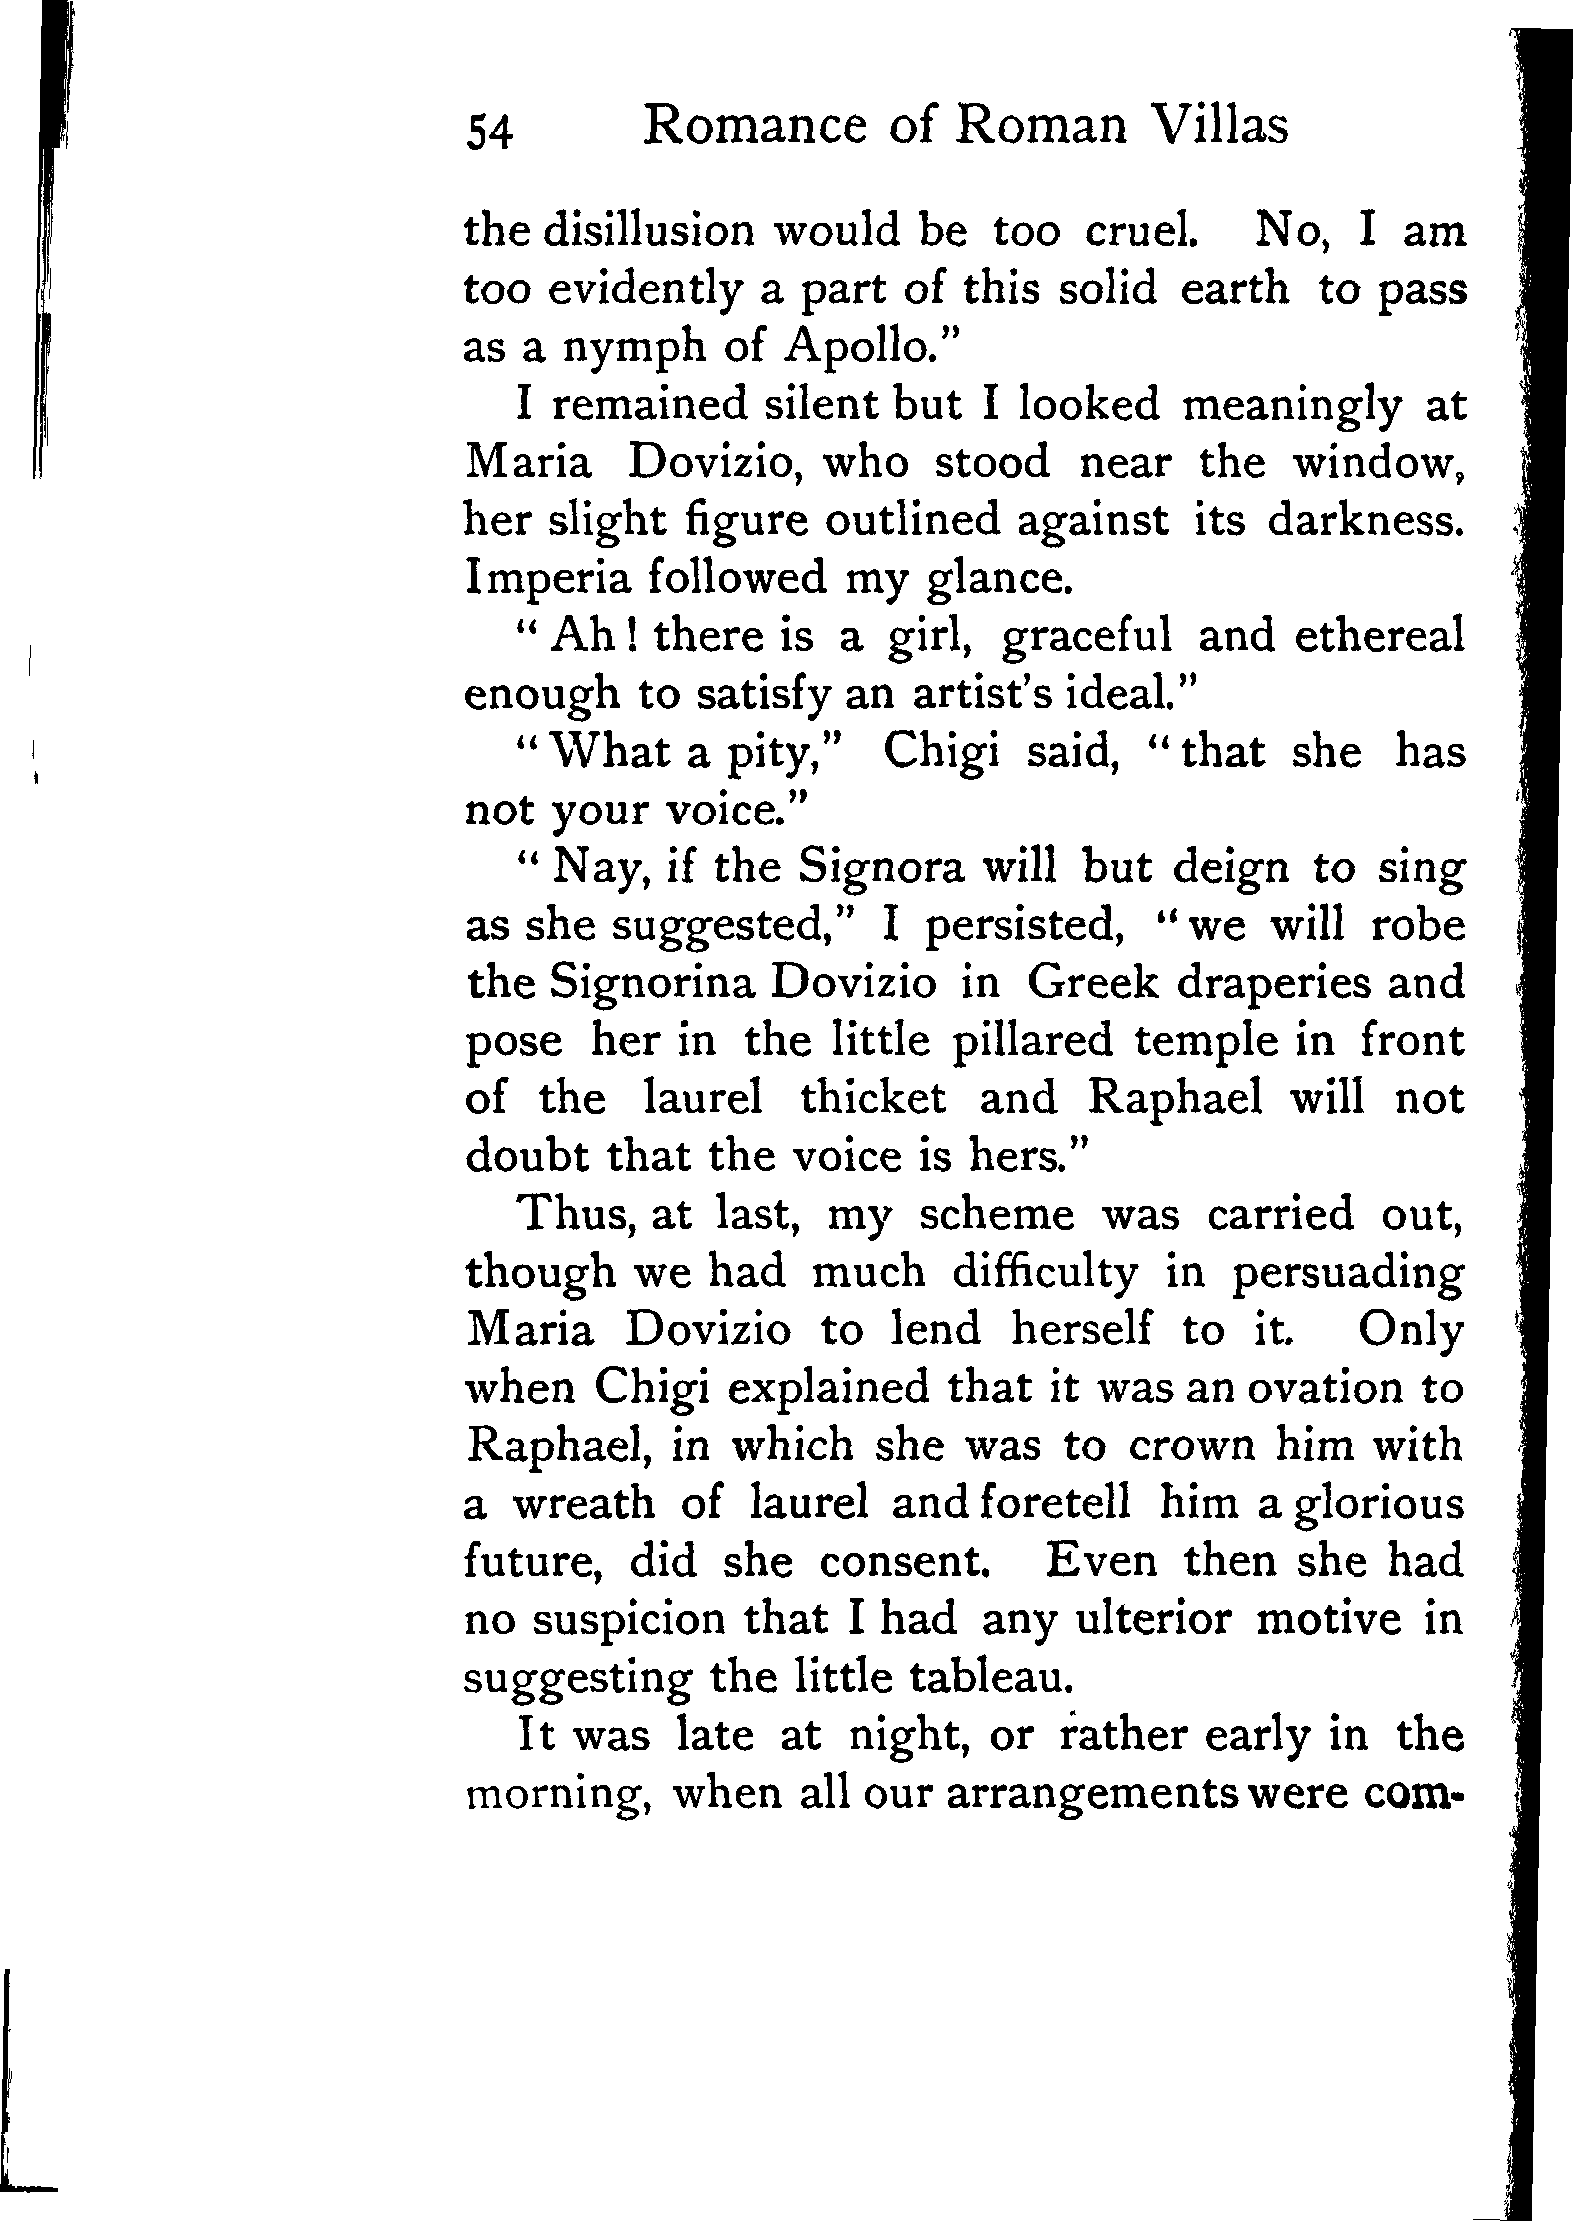 54 Romance of Roman Villas
the disillusion would be too cruel. No, I am
too evidently a part of this solid earth to pass
as a nymph of Apollo."
I remained silent but I looked meaningly at
Maria Dovizio, who stood near the window,
her slight figure outlined against its darkness.
Imperia followed my glance.
"Ah! there is a girl, graceful and ethereal
enough to satisfy an artist's ideal."
"What a pity," Chigi said, "that she has
not your voice."
"Nay, if the Signora will but deign to sing
as she suggested," I persisted, "we will robe
the Signorina Dovizio in Greek draperies and
pose her in the little pillared temple in front
of the laurel thicket and Raphael will not
doubt that the voice is hers."
Thus, at last, my scheme was carried out,
though we had much difficulty in persuading
Maria Dovizio to lend herself to it. Only
when Chigi explained that it was an ovation to
Raphael, in which she was to crown him with
a wreath of laurel and foretell him a glorious
future, did she consent. Even then she had
no suspicion that I had any ulterior motive in
suggesting the little tableau.
It was late at night, or rather early in the
morning, when all our arrangements were com-